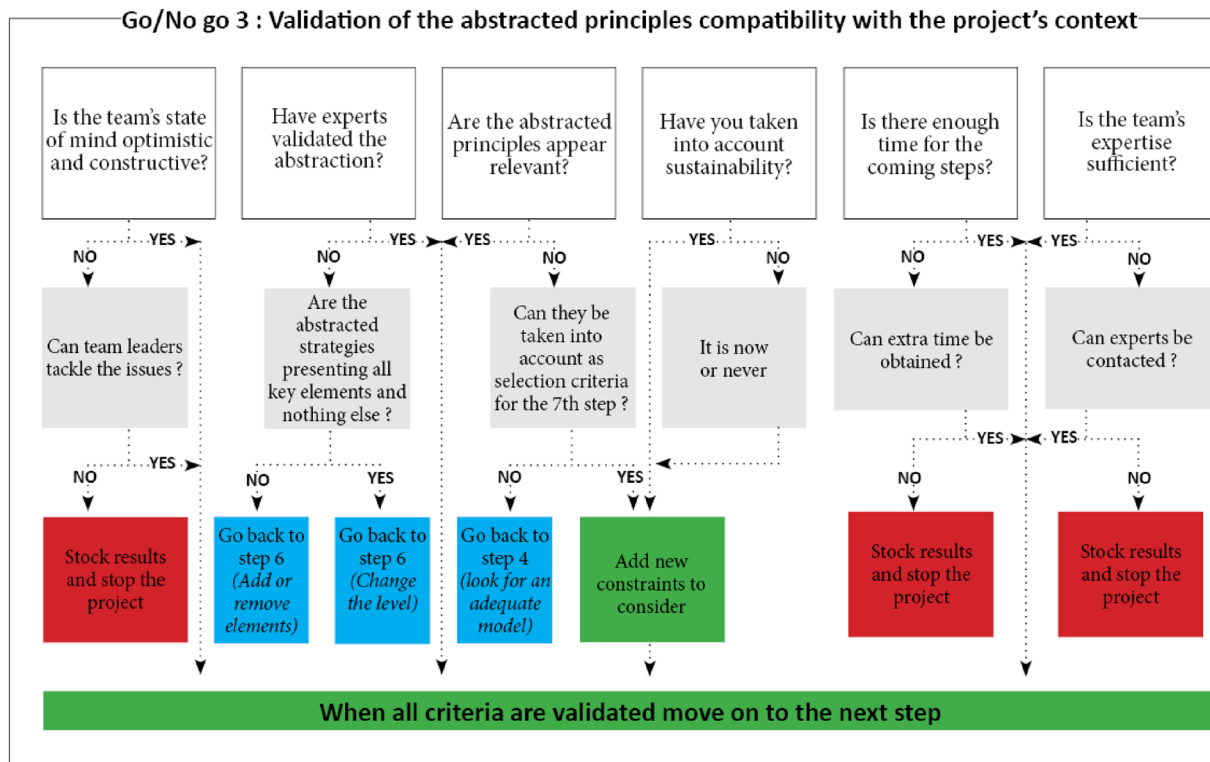 Go/No go 3 : Validation of the abstracted principles compatibility with the project's context
Is the team's state
of mind optimistic
and constructive?
Have experts
validated the
abstraction?
Are the abstracted
principles appear
relevant?
Have you taken
into account
sustainability?
Is there enough
time for the
coming steps?
Is the team's
expertise
sufficient?
YES
NO
YES
NO
YES
NO
YES
NO
YES
NO
YES
NO
Can team leaders
tackle the issues ?
Are the
abstracted
strategies
presenting all
key elements and
nothing else ?
Can they be
taken into
account as
selection criteria
for the 7th step ?
It is now
or never
Can extra time be
obtained ?
Can experts be
contacted ?
NO
YES
NO
YES
NO
YES
YES
NO
YES
NO
Stock results
and stop the
project
Go back to
step 6
(Add or
remove
elements)
Go back to
step 6
(Change
the level)
Go back to
step 4
(look for an
adequate
model)
Add new
constraints to
consider
Stock results
and stop the
project
Stock results
and stop the
project
When all criteria are validated move on to the next step